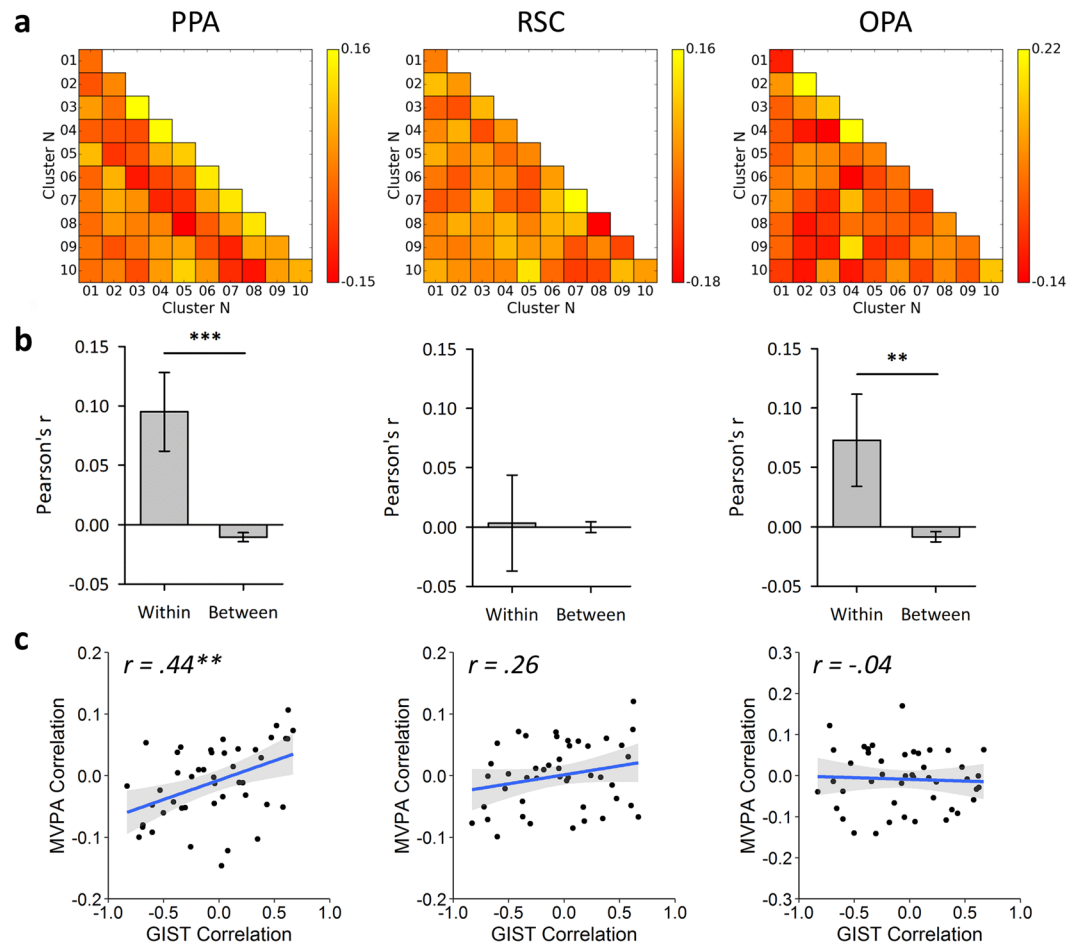 a PPA RSC OPA
0.16 0.16 0.22
01 01 01
02 02 02
03 03 03
04 04 04
05 05 05
06 06 06
07 07 07
08 08 08
09 09 09
10 10 10
Cluster N Cluster N Cluster N
-0.15 -0.18 -0.14
01 02 03 04 05 06 07 08 09 10 01 02 03 04 05 06 07 08 09 10 01 02 03 04 05 06 07 08 09 10
Cluster N Cluster N Cluster N
b
*** **
0.15 0.15 0.15
0.10 0.10 0.10
0.05 0.05 0.05
0.00 0.00 0.00
-0.05 -0.05 -0.05
Pearson's r Pearson's r Pearson's r
Within Between Within Between Within Between
c
r = .44** r = .26 r = -.04
0.2 0.2 0.3
0.1 0.1 0.2
0.1
0.0 0.0 0.0
-0.1 -0.1 -0.1
-0.2
-0.2 -0.2 -0.3
MVPA Correlation MVPA Correlation MVPA Correlation
-1.0 -0.5 0.0 0.5 1.0 -1.0 -0.5 0.0 0.5 1.0 -1.0 -0.5 0.0 0.5 1.0
GIST Correlation GIST Correlation GIST Correlation